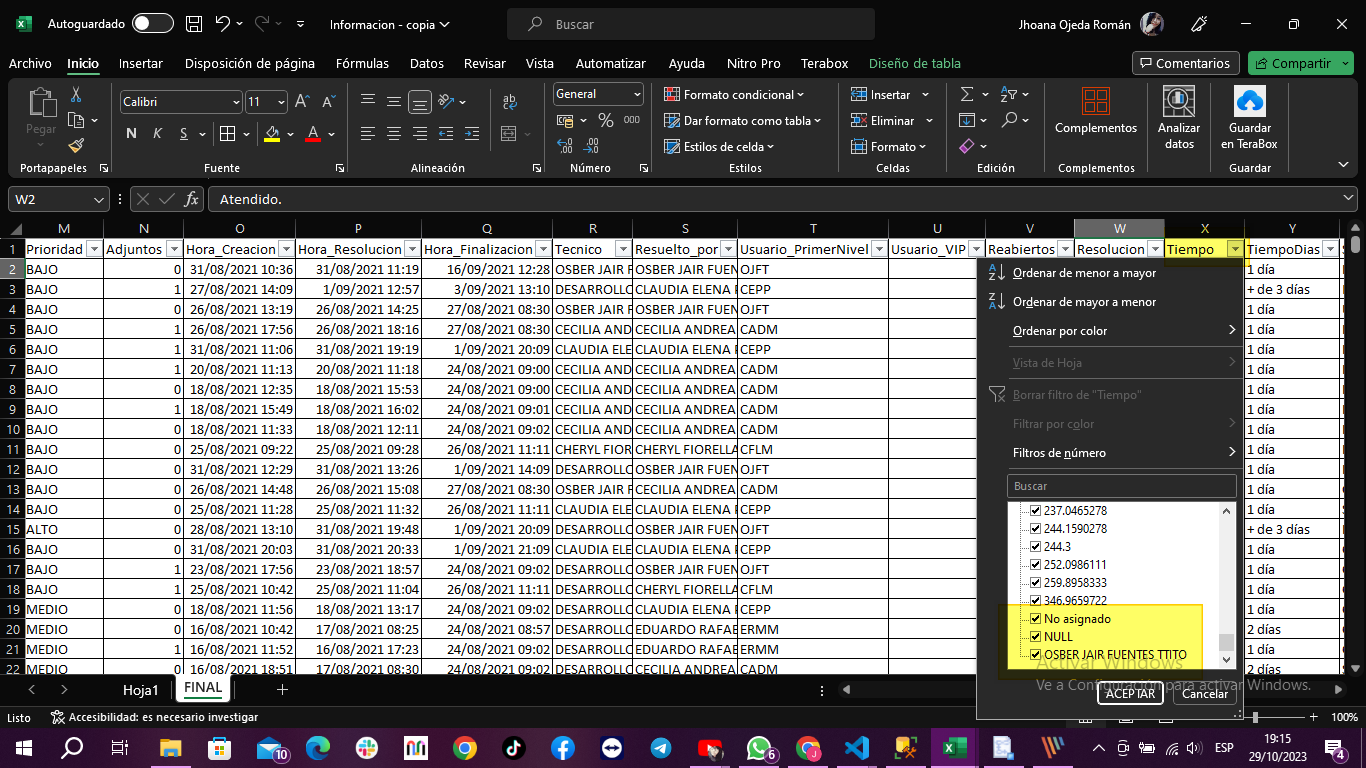 Autoguardado Informacion - copia Buscar Jhoana Ojeda Román
Archivo Inicio Insertar Disposición de página Fórmulas Datos Revisar Vista Automatizar Ayuda Nitro Pro Terabox Diseño de tabla Comentarios Compartir
Pegar
Portapapeles
Calibri 11
N K S
Fuente
Alineación
General
% 000
Número
Formato condicional
Dar formato como tabla
Estilos de celda
Estilos
Insertar
Eliminar
Formato
Celdas
Edición
Complementos
Complementos
Analizar datos
Guardar en TeraBox
Guardar
W2 fx Atendido.
M N O P Q R S T U V W X Y
1 Prioridad Adjuntos Hora_Creacion Hora_Resolucion Hora_Finalizacion Tecnico Resuelto_por Usuario_PrimerNivel Usuario_VIP Reabiertos Resolucion Tiempo TiempoDias
2 BAJO 0 31/08/2021 10:36 31/08/2021 11:19 16/09/2021 12:28 OSBER JAIR F OSBER JAIR FUEN OJFT 1 día
3 BAJO 1 27/08/2021 14:09 1/09/2021 12:57 3/09/2021 13:10 DESARROLLO CLAUDIA ELENA CEPP + de 3 días
4 BAJO 0 26/08/2021 13:19 26/08/2021 14:25 27/08/2021 08:30 OSBER JAIR F OSBER JAIR FUEN OJFT 1 día
5 BAJO 1 26/08/2021 17:56 26/08/2021 18:16 27/08/2021 08:30 CECILIA AND CECILIA ANDREA CADM 1 día
6 BAJO 1 31/08/2021 11:06 31/08/2021 19:19 1/09/2021 20:09 CLAUDIA ELE CLAUDIA ELENA CEPP 1 día
7 BAJO 1 20/08/2021 11:13 20/08/2021 11:18 24/08/2021 09:00 CECILIA AND CECILIA ANDREA CADM 1 día
8 BAJO 0 18/08/2021 12:35 18/08/2021 15:53 24/08/2021 09:00 CECILIA AND CECILIA ANDREA CADM 1 día
9 BAJO 1 18/08/2021 15:49 18/08/2021 16:02 24/08/2021 09:01 CECILIA AND CECILIA ANDREA CADM 1 día
10 BAJO 0 18/08/2021 11:33 18/08/2021 12:11 24/08/2021 09:02 CECILIA AND CECILIA ANDREA CADM 1 día
11 BAJO 0 25/08/2021 09:22 25/08/2021 09:28 26/08/2021 11:11 CHERYL FIOR CHERYL FIORELLA CFLM 1 día
12 BAJO 0 31/08/2021 12:29 31/08/2021 13:26 1/09/2021 14:09 DESARROLLO OSBER JAIR FUEN OJFT 1 día
13 BAJO 0 26/08/2021 14:48 26/08/2021 15:08 27/08/2021 08:30 OSBER JAIR F CECILIA ANDREA CADM 1 día
14 BAJO 0 25/08/2021 11:28 25/08/2021 11:32 26/08/2021 11:11 CLAUDIA ELE CLAUDIA ELENA CEPP 1 día
15 ALTO 0 28/08/2021 13:10 31/08/2021 19:48 1/09/2021 20:09 DESARROLLO OSBER JAIR FUEN OJFT + de 3 días
16 BAJO 0 31/08/2021 20:03 31/08/2021 20:33 1/09/2021 21:09 CLAUDIA ELE CLAUDIA ELENA CEPP 1 día
17 BAJO 1 23/08/2021 17:56 23/08/2021 18:57 24/08/2021 09:02 DESARROLLO OSBER JAIR FUEN OJFT 1 día
18 BAJO 1 25/08/2021 10:42 25/08/2021 11:04 26/08/2021 11:11 DESARROLLO CHERYL FIORELLA CFLM 1 día
19 MEDIO 0 18/08/2021 11:56 18/08/2021 13:17 24/08/2021 09:02 DESARROLLO CLAUDIA ELENA CEPP 1 día
20 MEDIO 0 16/08/2021 10:42 17/08/2021 08:25 24/08/2021 08:57 DESARROLLO EDUARDO RAFAE ERMM 2 días
21 MEDIO 1 16/08/2021 11:52 16/08/2021 17:23 24/08/2021 09:02 DESARROLLO EDUARDO RAFAE ERMM 1 día
22 MEDIO 0 16/08/2021 18:51 17/08/2021 08:30 24/08/2021 09:02 DESARROLLO CECILIA ANDREA CADM 2 días
Ordenar de menor a mayor
Ordenar de mayor a menor
Ordenar por color
Vista de Hoja
Borrar filtro de "Tiempo"
Filtrar por color
Filtros de número
Buscar
237.0465278
244.1590278
244.3
252.0986111
259.8958333
346.9659722
No asignado
NULL
OSBER JAIR FUENTES TTITO
Activar Windows
Ve a Configuración para activar Windows.
ACEPTAR Cancelar
Hoja1 FINAL
Listo Accesibilidad: es necesario investigar 100%
10 6 ESP 19:15
29/10/2023 4